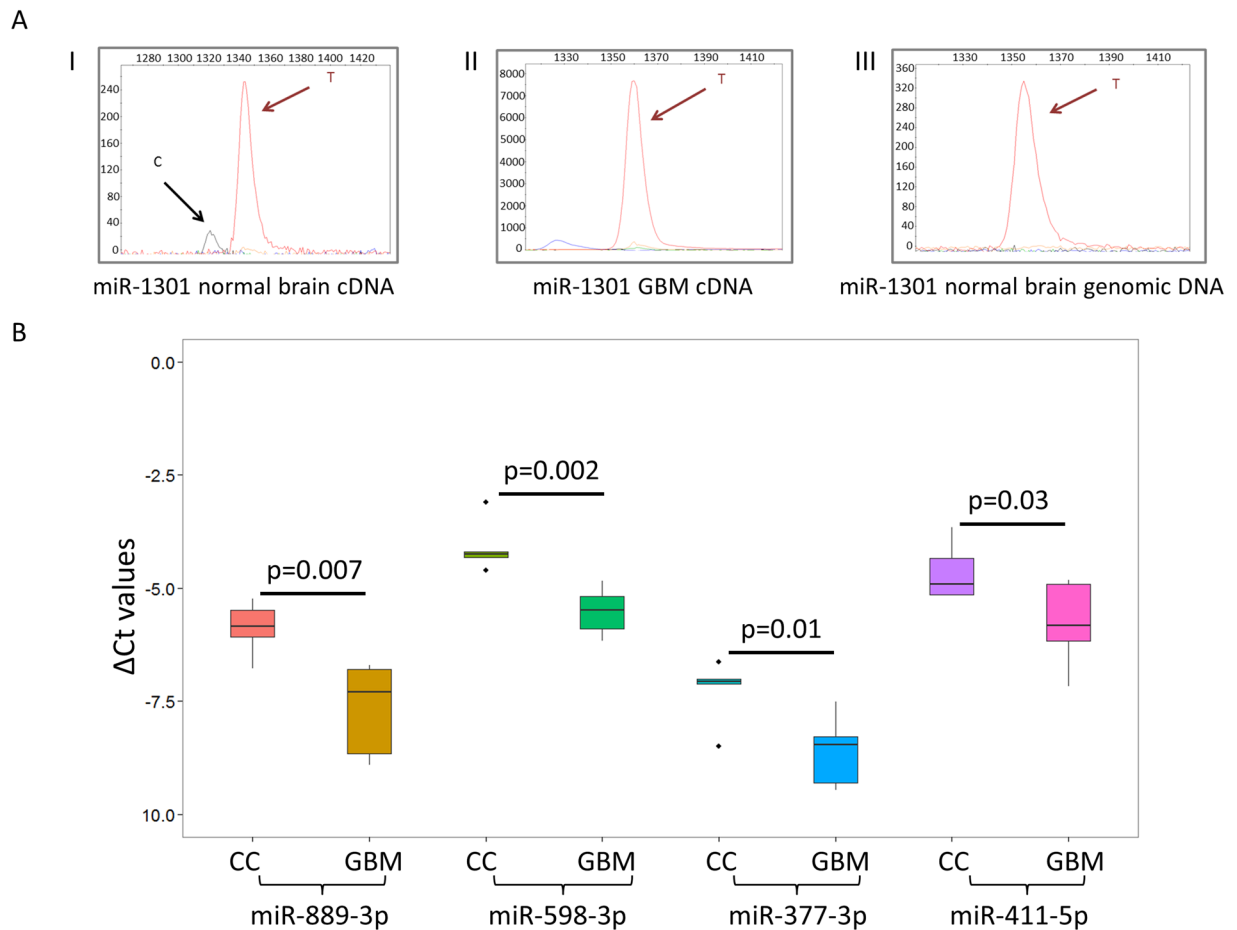 A
I
1280 1300 1320 1340 1360 1380 1400 1420
240
200
160
120
80
40
0
C
T
miR-1301 normal brain cDNA
II
1330 1350 1370 1390 1410
8000
7000
6000
5000
4000
3000
2000
1000
0
T
miR-1301 GBM cDNA
III
1330 1350 1370 1390 1410
360
320
280
240
200
160
120
80
40
0
T
miR-1301 normal brain genomic DNA
B
ΔCt values
0.0
-2.5
-5.0
-7.5
10.0
p=0.007
p=0.002
p=0.01
p=0.03
CC GBM CC GBM CC GBM CC GBM
miR-889-3p miR-598-3p miR-377-3p miR-411-5p